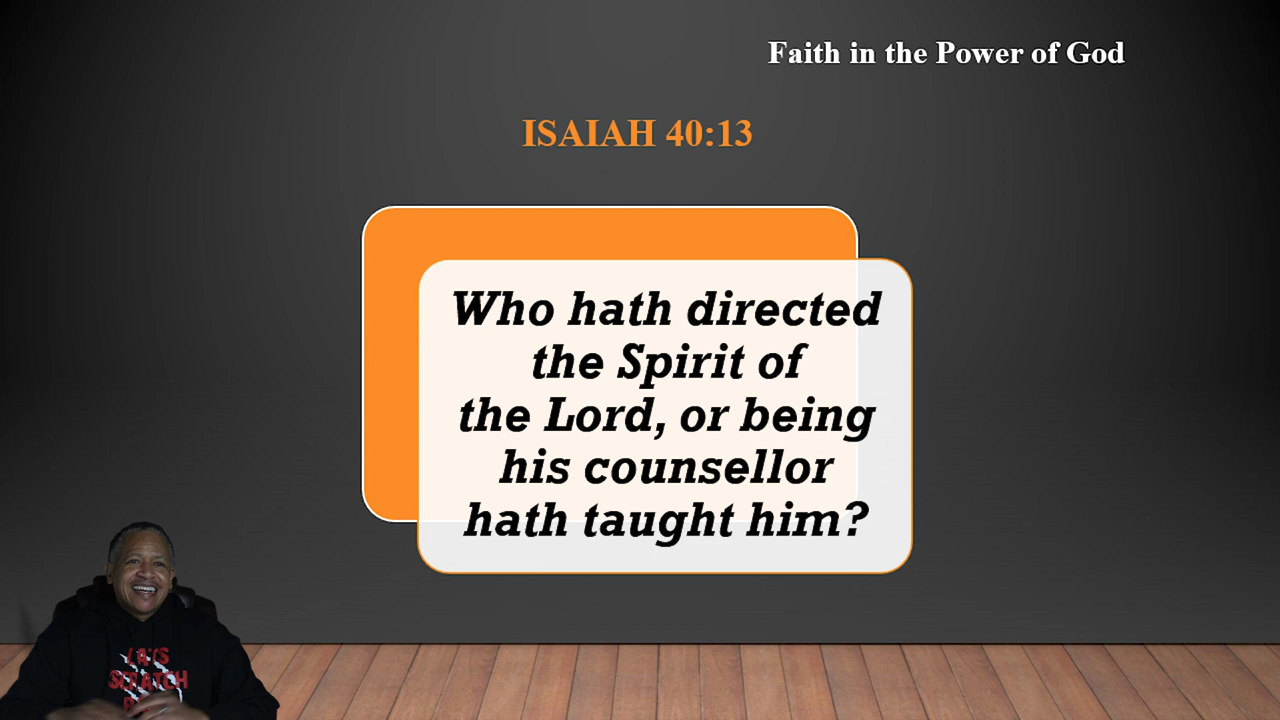 Faith in the Power of God
ISAIAH 40:13
Who hath directed
the Spirit of
the Lord, or being
his counsellor
hath taught him?
SCRATCH